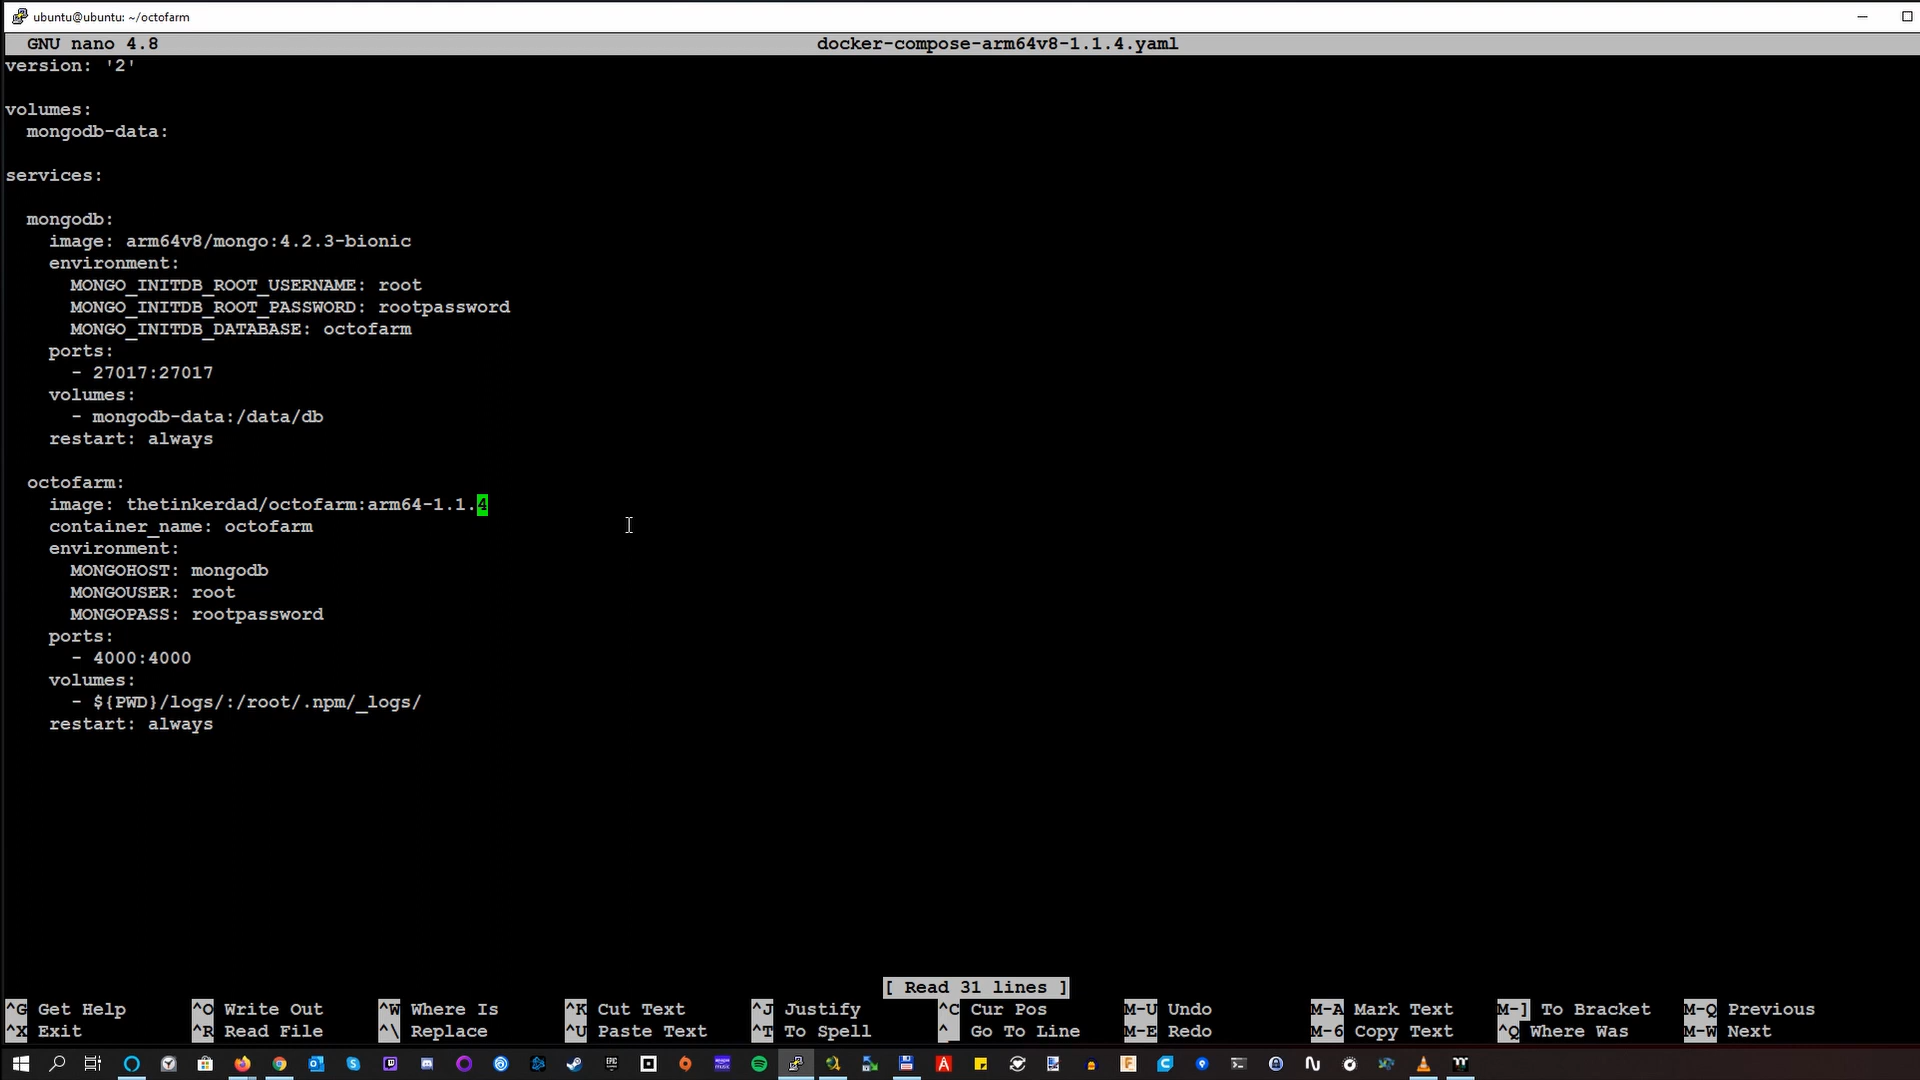 ubuntu@ubuntu: ~/octofarm
GNU nano 4.8 docker-compose-arm64v8-1.1.4.yaml
version: '2'
volumes:
  mongodb-data:
services:
  mongodb:
    image: arm64v8/mongo:4.2.3-bionic
    environment:
      MONGO_INITDB_ROOT_USERNAME: root
      MONGO_INITDB_ROOT_PASSWORD: rootpassword
      MONGO_INITDB_DATABASE: octofarm
    ports:
      - 27017:27017
    volumes:
      - mongodb-data:/data/db
    restart: always
  octofarm:
    image: thetinkerdad/octofarm:arm64-1.1.4
    container_name: octofarm
    environment:
      MONGOHOST: mongodb
      MONGOUSER: root
      MONGOPASS: rootpassword
    ports:
      - 4000:4000
    volumes:
      - ${PWD}/logs/:/root/.npm/_logs/
    restart: always
[ Read 31 lines ]
^G Get Help ^O Write Out ^W Where Is ^K Cut Text ^J Justify ^C Cur Pos M-U Undo M-A Mark Text M-] To Bracket M-Q Previous
^X Exit ^R Read File ^\ Replace ^U Paste Text ^T To Spell ^_ Go To Line M-E Redo M-6 Copy Text ^Q Where Was M-W Next